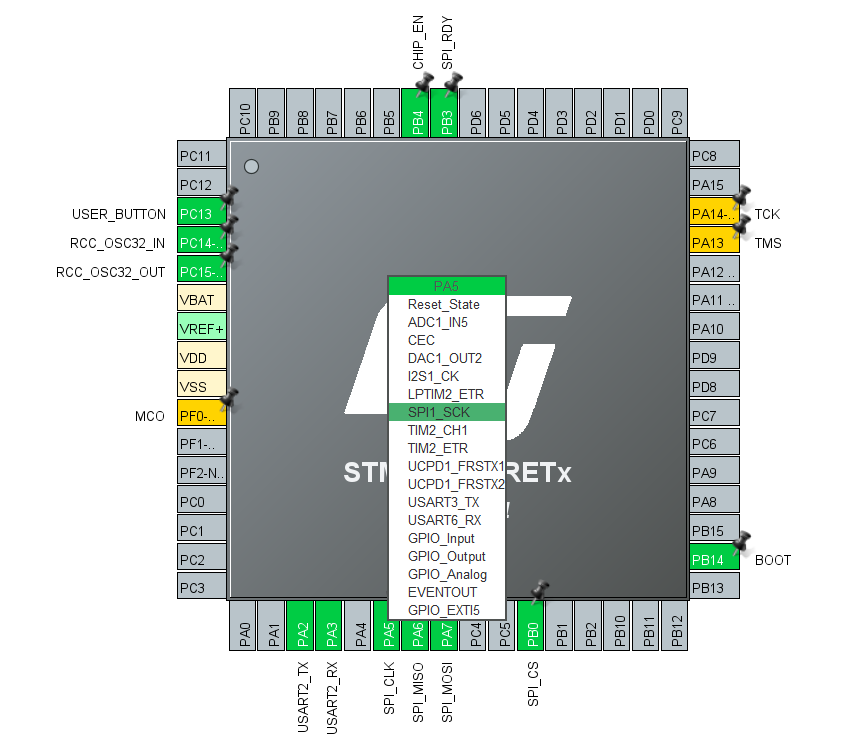 CHIP_EN
SPI_RDY
PC10
PB9
PB8
PB7
PB6
PB5
PB4
PB3
PD6
PD5
PD4
PD3
PD2
PD1
PD0
PC9
PC11
PC12
USER_BUTTON PC13
RCC_OSC32_IN PC14-..
RCC_OSC32_OUT PC15-..
VBAT
VREF+
VDD
VSS
MCO PF0-..
PF1-..
PF2-N..
PC0
PC1
PC2
PC3
PA5
Reset_State
ADC1_IN5
CEC
DAC1_OUT2
I2S1_CK
LPTIM2_ETR
SPI1_SCK
TIM2_CH1
TIM2_ETR
UCPD1_FRSTX1
UCPD1_FRSTX2
USART3_TX
USART6_RX
GPIO_Input
GPIO_Output
GPIO_Analog
EVENTOUT
GPIO_EXTI5
RETx
PC8
PA15
PA14-.. TCK
PA13 TMS
PA12 ..
PA11 ..
PA10
PD9
PD8
PC7
PC6
PA9
PA8
PB15
PB14 BOOT
PB13
PA0
PA1
PA2
PA3
PA4
PA5
PA6
PA7
PC4
PC5
PB0
PB1
PB2
PB10
PB11
PB12
USART2_TX
USART2_RX
SPI_CLK
SPI_MISO
SPI_MOSI
SPI_CS